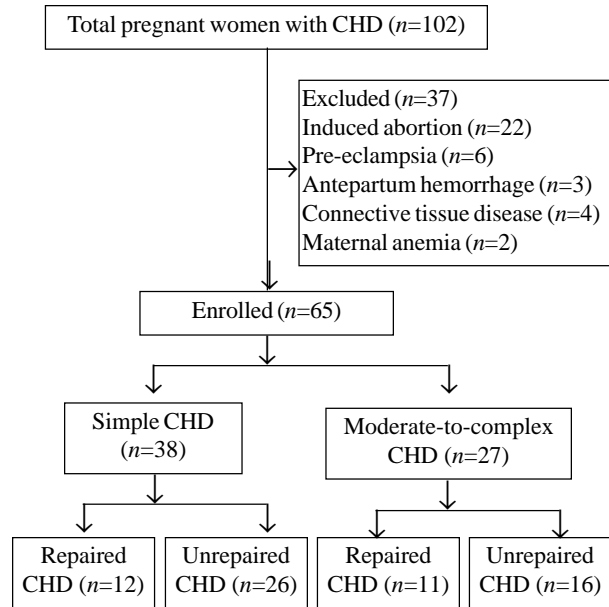 Total pregnant women with CHD (n=102)
Excluded (n=37)
Induced abortion (n=22)
Pre-eclampsia (n=6)
Antepartum hemorrhage (n=3)
Connective tissue disease (n=4)
Maternal anemia (n=2)
Enrolled (n=65)
Simple CHD
(n=38)
Moderate-to-complex
CHD (n=27)
Repaired
CHD (n=12)
Unrepaired
CHD (n=26)
Repaired
CHD (n=11)
Unrepaired
CHD (n=16)